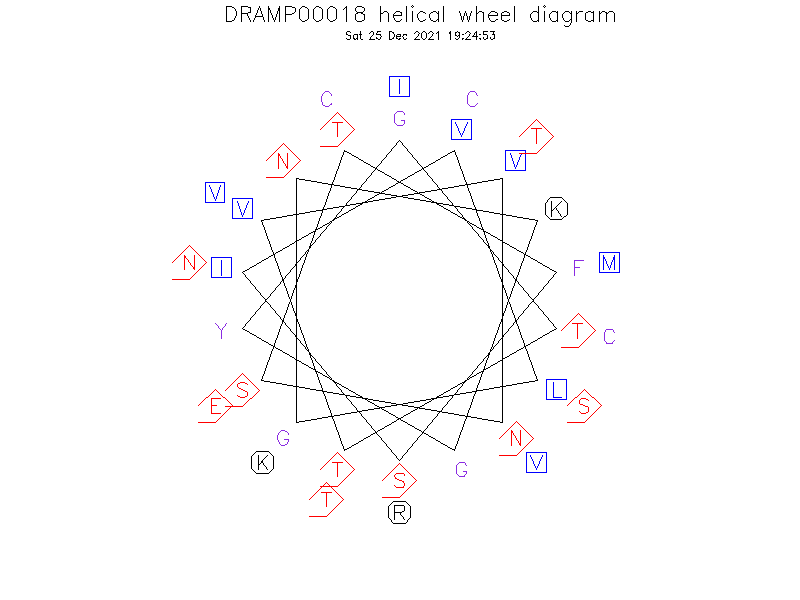 DRAMP00018 helical wheel diagram
Sat 25 Dec 2021 19:24:53
I
C C
G
T V T
N V
V V K
N I F M
Y T C
E S L S
G N
K T G V
T S
R